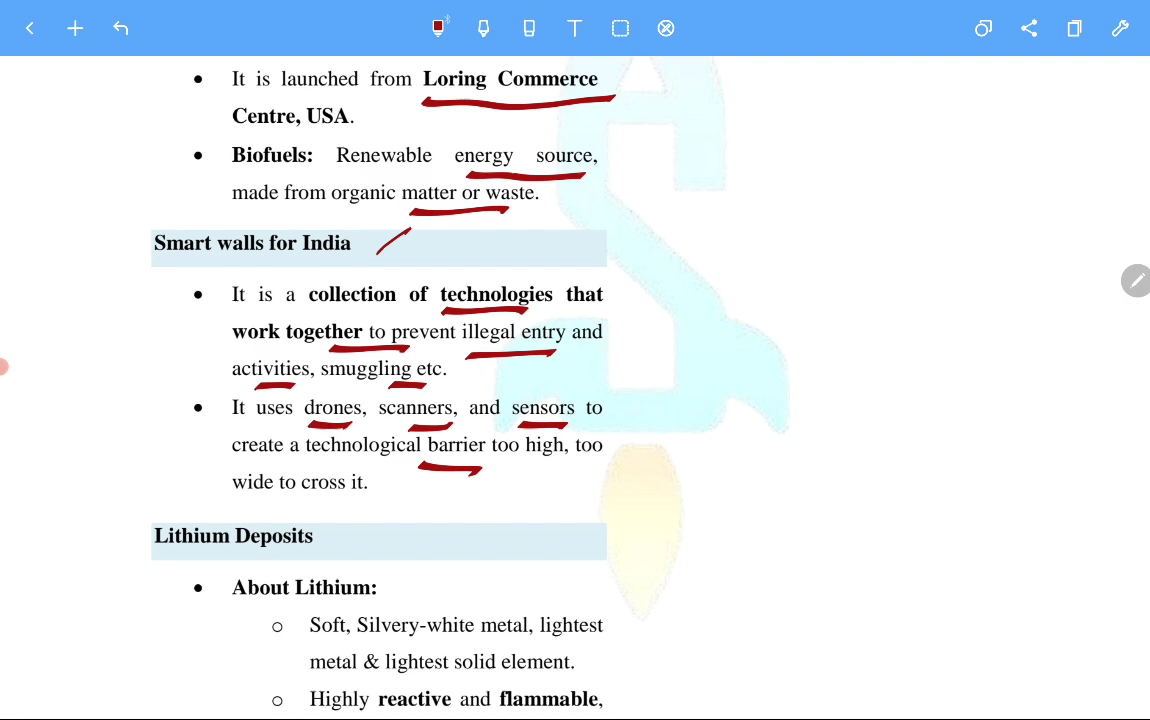 • It is launched from Loring Commerce
Centre, USA.
• Biofuels: Renewable energy source,
made from organic matter or waste.
Smart walls for India
• It is a collection of technologies that
work together to prevent illegal entry and
activities, smuggling etc.
• It uses drones, scanners, and sensors to
create a technological barrier too high, too
wide to cross it.
Lithium Deposits
• About Lithium:
o Soft, Silvery-white metal, lightest
metal & lightest solid element.
o Highly reactive and flammable,